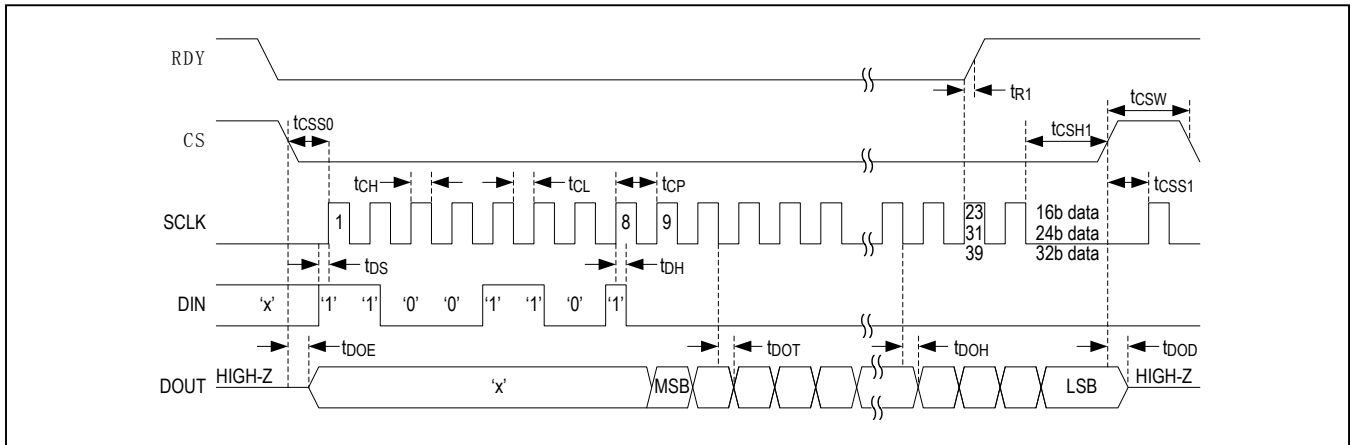 RDY
tR1
tCSW
tCSS0
tCSH1
CS
tCH
tCL
tCP
tCSS1
SCLK
1
8
9
23
16b data
31
24b data
39
32b data
tDS
tDH
DIN
'x'
'1'
'1'
'0'
'0'
'1'
'1'
'0'
'1'
tDOE
tDOT
tDOH
tDOD
DOUT
HIGH-Z
'x'
MSB
LSB
HIGH-Z